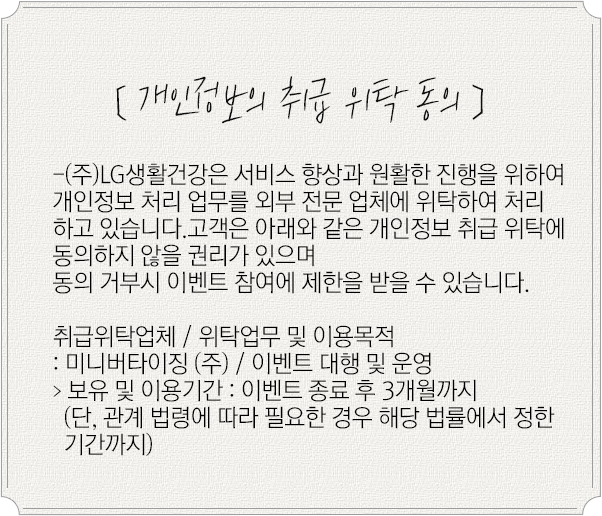 [ 개인정보의 취급 위탁 동의 ]
-(주)LG생활건강은 서비스 향상과 원활한 진행을 위하여
개인정보 처리 업무를 외부 전문 업체에 위탁하여 처리
하고 있습니다.고객은 아래와 같은 개인정보 취급 위탁에
동의하지 않을 권리가 있으며
동의 거부시 이벤트 참여에 제한을 받을 수 있습니다.
취급위탁업체 / 위탁업무 및 이용목적
: 미니버타이징 (주) / 이벤트 대행 및 운영
> 보유 및 이용기간 : 이벤트 종료 후 3개월까지
(단, 관계 법령에 따라 필요한 경우 해당 법률에서 정한
기간까지)